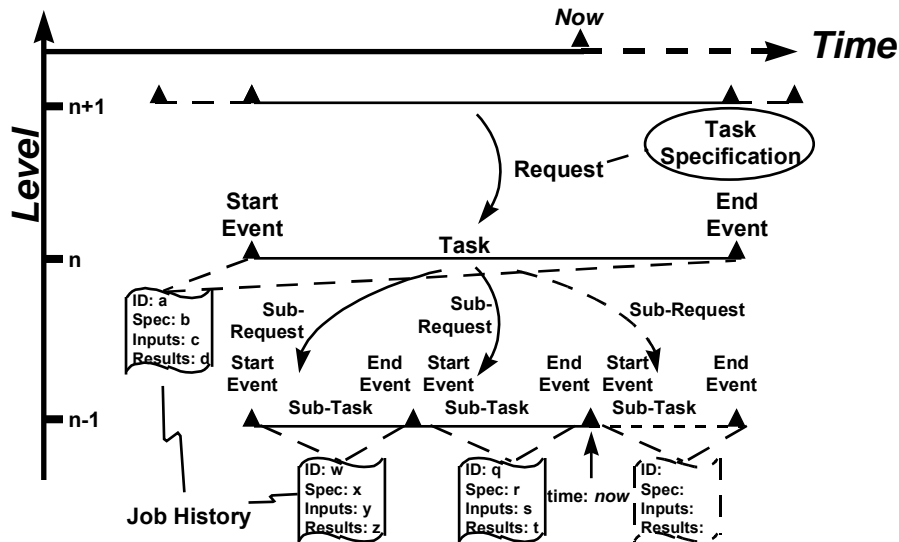 Now
Time
Level
n+1
Task
Specification
Request
Start
Event
End
Event
n
Task
ID: a
Spec: b
Inputs: c
Results: d
Sub-
Request
Sub-
Request
Sub-Request
Start
Event
End
Event
Start
Event
End
Event
Start
Event
End
Event
n-1
Sub-Task
Sub-Task
Sub-Task
ID: w
Spec: x
Inputs: y
Results: z
ID: q
Spec: r
Inputs: s
Results: t
time: now
ID:
Spec:
Inputs:
Results:
Job History